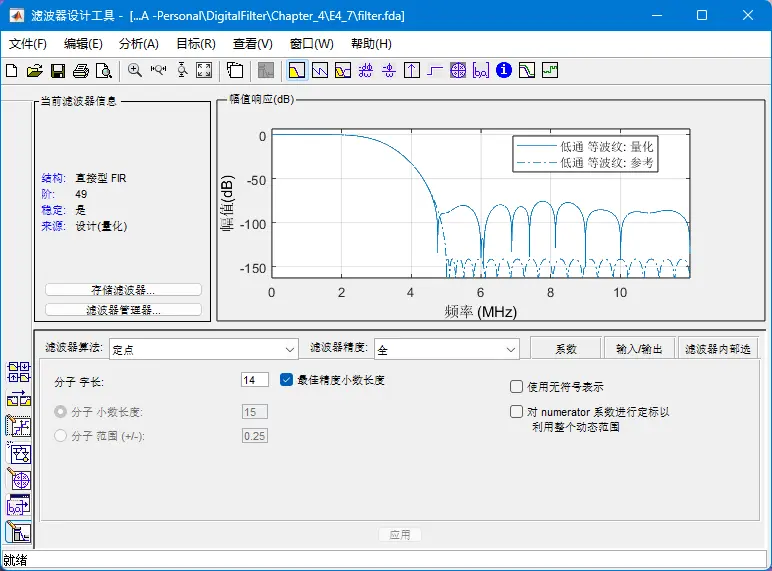 滤波器设计工具 - [...A -Personal\DigitalFilter\Chapter_4\E4_7\filter.fda]
文件(F) 编辑(E) 分析(A) 目标(R) 查看(V) 窗口(W) 帮助(H)
当前滤波器信息
结构: 直接型 FIR
阶: 49
稳定: 是
来源: 设计(量化)
存储滤波器...
滤波器管理器...
幅值响应(dB)
低通 等波纹: 量化
低通 等波纹: 参考
0
-50
-100
-150
幅值(dB)
0 2 4 6 8 10
频率 (MHz)
滤波器算法: 定点 滤波器精度: 全 系数 输入/输出 滤波器内部选
分子 字长: 14 最佳精度小数长度
分子 小数长度: 15
分子 范围 (+/-): 0.25
使用无符号表示
对 numerator 系数进行定标以
利用整个动态范围
应用
就绪